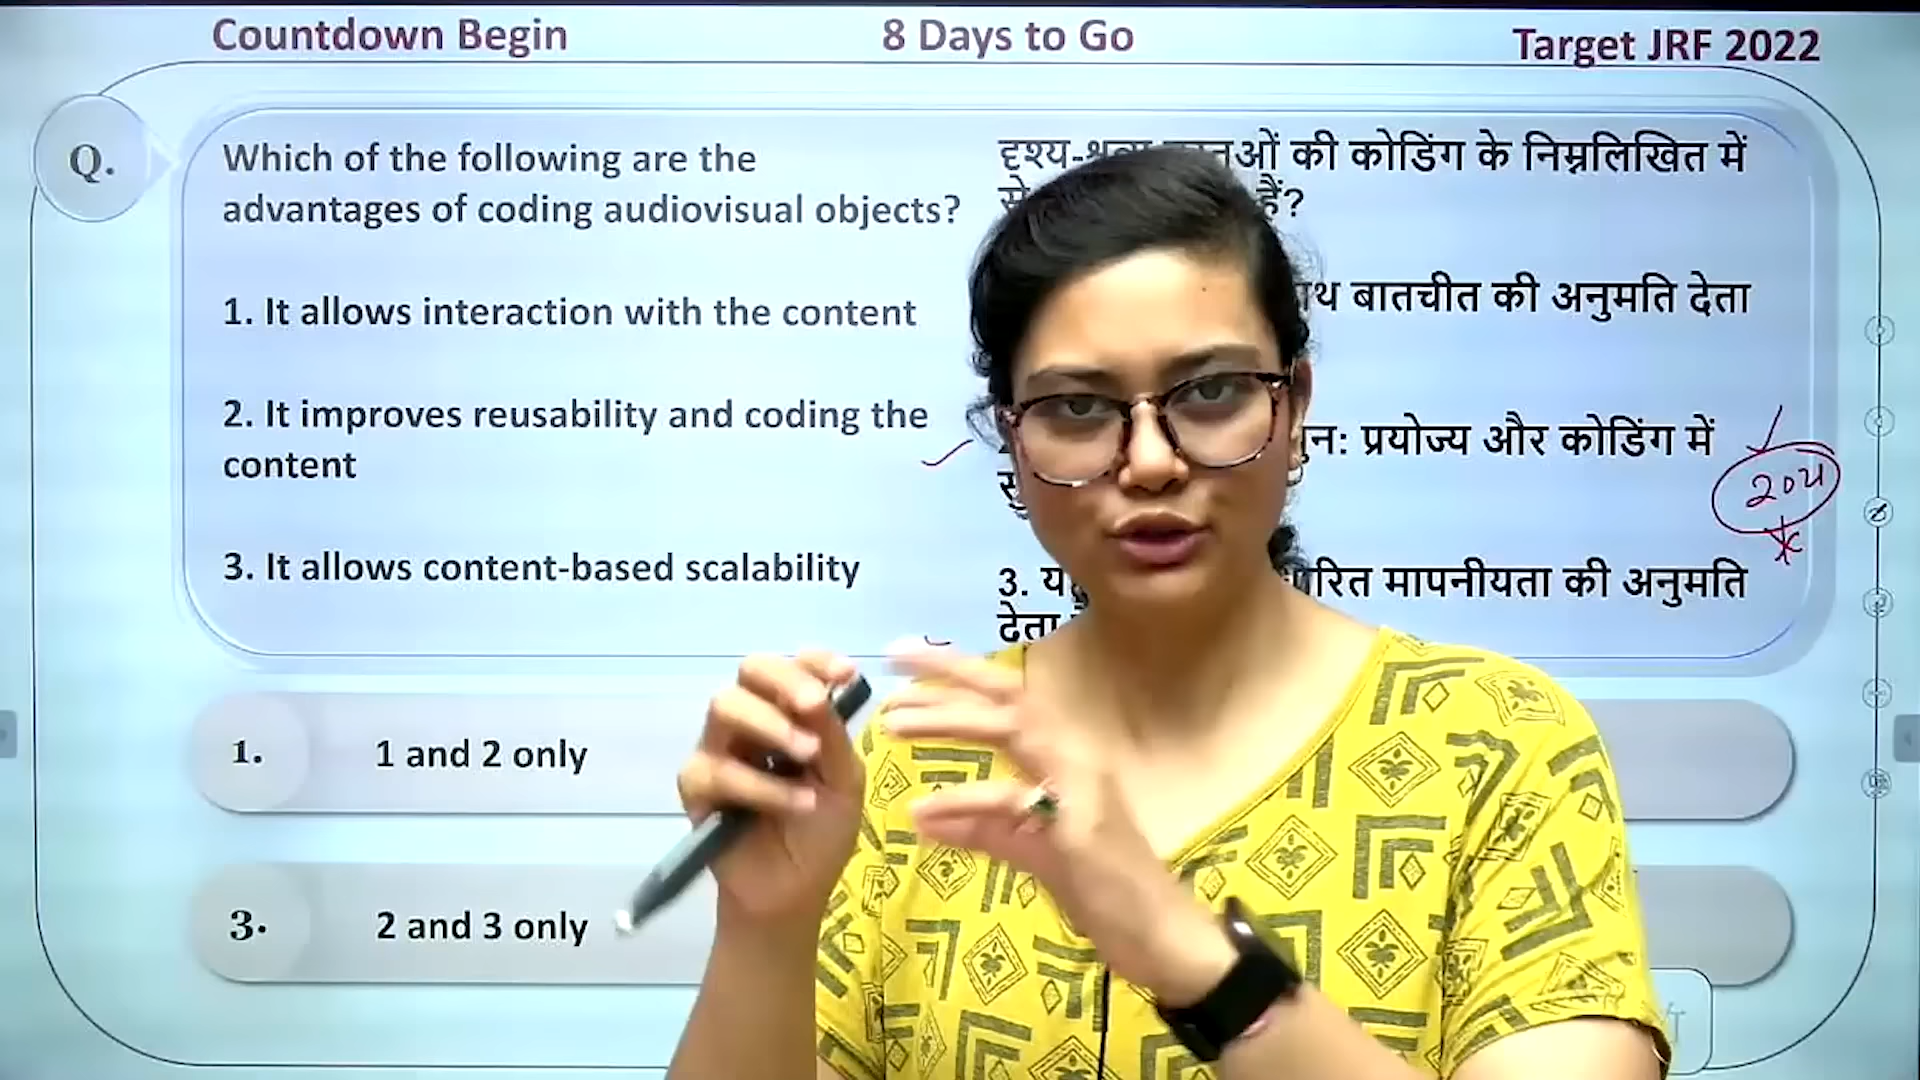 Countdown Begin
8 Days to Go
Target JRF 2022
Q.
Which of the following are the
advantages of coding audiovisual objects?
1. It allows interaction with the content
2. It improves reusability and coding the
content
3. It allows content-based scalability
की कोडिंग के निम्नलिखित में
हैं?
बातचीत की अनुमति देता
प्रयोज्य और कोडिंग में
3. मापनीयता की अनुमति
2021
1. 1 and 2 only
3. 2 and 3 only